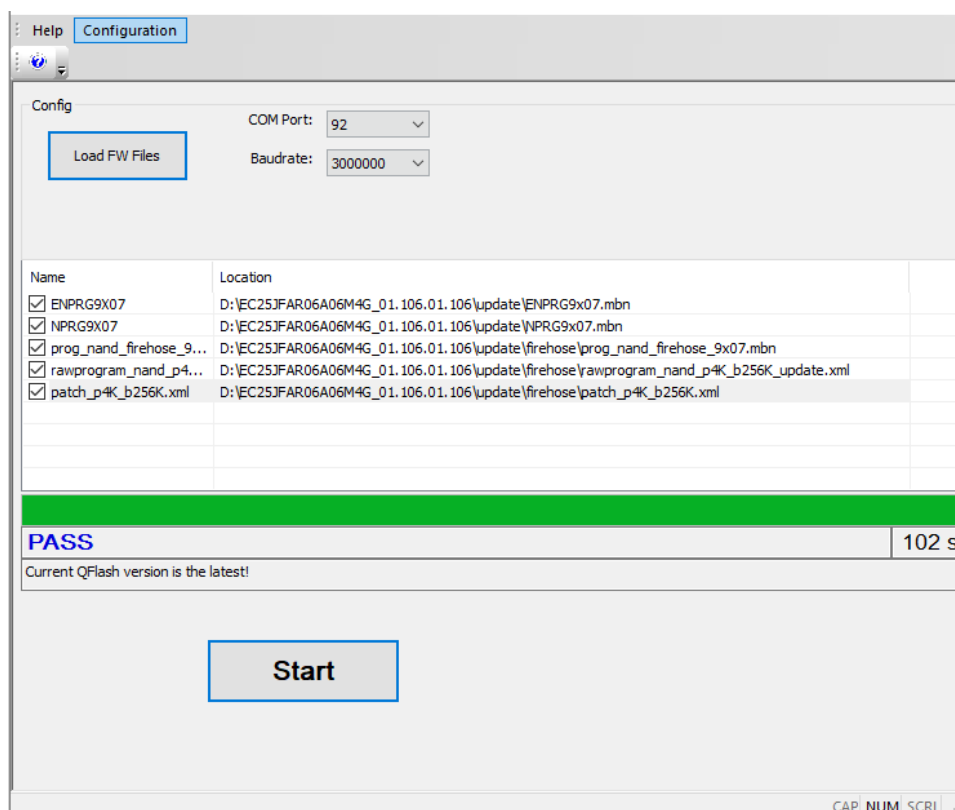 Help Configuration
Config
COM Port: 92
Load FW Files
Baudrate: 3000000
Name Location
ENPRG9X07 D:\EC25JFAR06A06M4G_01.106.01.106\update\ENPRG9x07.mbn
NPRG9X07 D:\EC25JFAR06A06M4G_01.106.01.106\update\NPRG9x07.mbn
prog_nand_firehose_9... D:\EC25JFAR06A06M4G_01.106.01.106\update\firehose\prog_nand_firehose_9x07.mbn
rawprogram_nand_p4... D:\EC25JFAR06A06M4G_01.106.01.106\update\firehose\rawprogram_nand_p4K_b256K_update.xml
patch_p4K_b256K.xml D:\EC25JFAR06A06M4G_01.106.01.106\update\firehose\patch_p4K_b256K.xml
PASS 102 s
Current QFlash version is the latest!
Start
CAP NUM SCRL